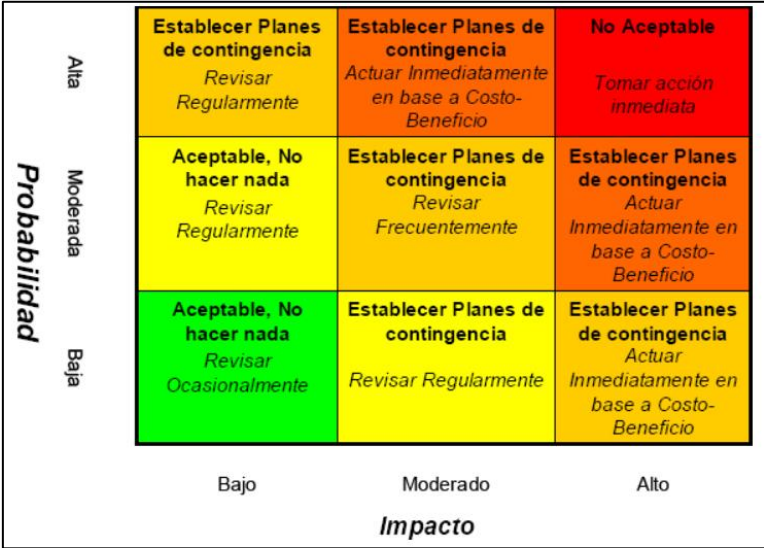 Probabilidad
Alta
Establecer Planes
de contingencia
Revisar
Regularmente
Establecer Planes de
contingencia
Actuar Inmediatamente
en base a Costo-
Beneficio
No Aceptable
Tomar acción
inmediata
Moderada
Aceptable, No
hacer nada
Revisar
Regularmente
Establecer Planes de
contingencia
Revisar
Frecuentemente
Establecer Planes
de contingencia
Actuar
Inmediatamente en
base a Costo-
Beneficio
Baja
Aceptable, No
hacer nada
Revisar
Ocasionalmente
Establecer Planes de
contingencia
Revisar Regularmente
Establecer Planes
de contingencia
Actuar
Inmediatamente en
base a Costo-
Beneficio
Bajo
Moderado
Alto
Impacto